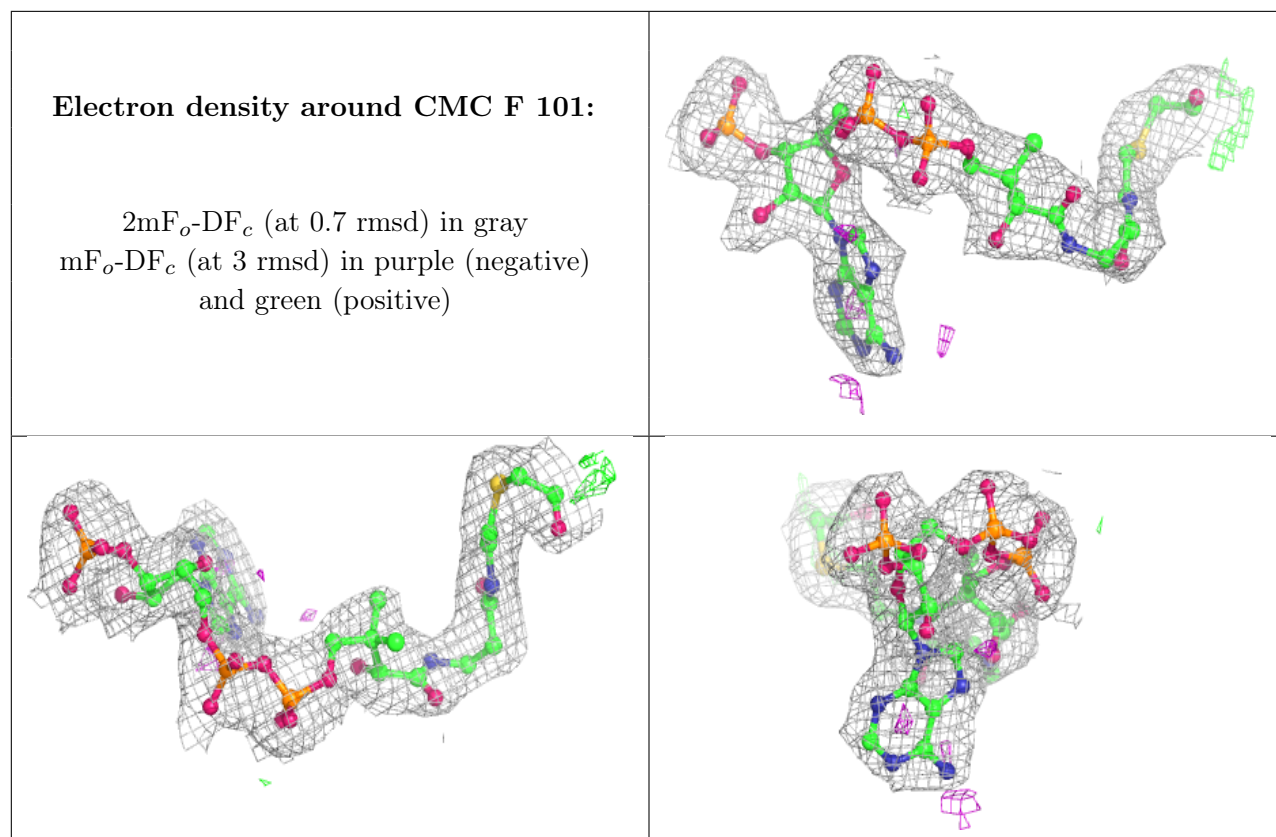 Electron density around CMC F 101:
2mFo-DFc (at 0.7 rmsd) in gray
mFo-DFc (at 3 rmsd) in purple (negative)
and green (positive)